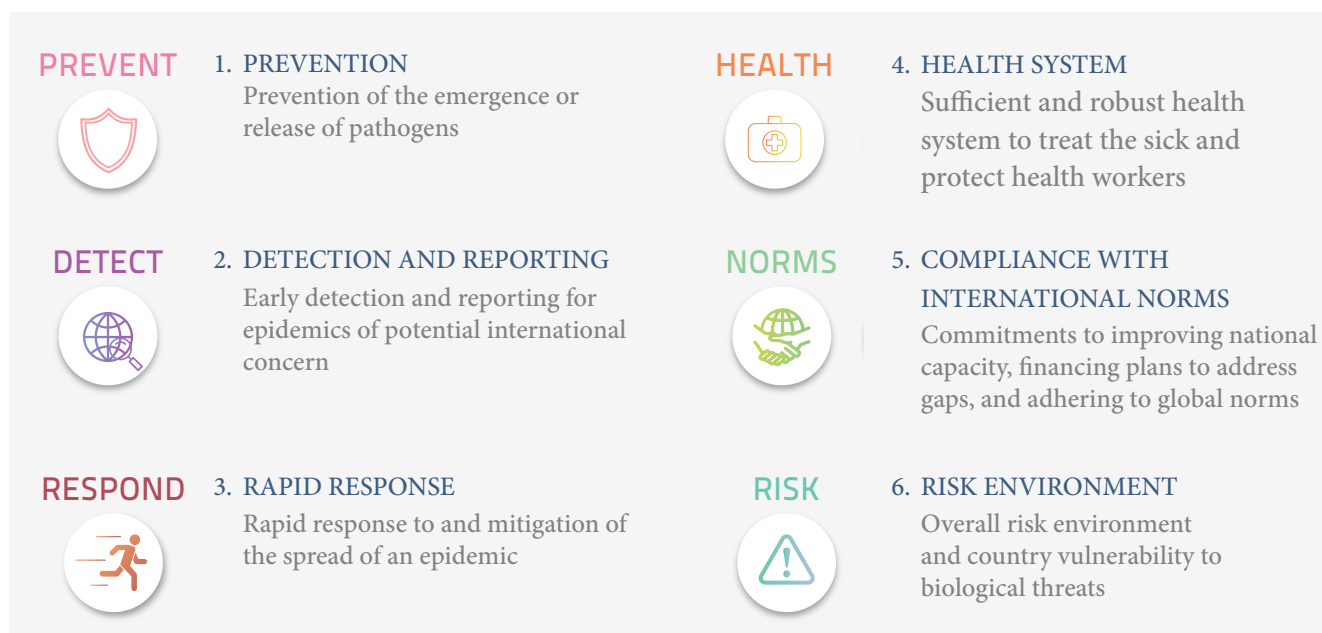 PREVENT
1. PREVENTION
Prevention of the emergence or
release of pathogens
DETECT
2. DETECTION AND REPORTING
Early detection and reporting for
epidemics of potential international
concern
RESPOND
3. RAPID RESPONSE
Rapid response to and mitigation of
the spread of an epidemic
HEALTH
4. HEALTH SYSTEM
Sufficient and robust health
system to treat the sick and
protect health workers
NORMS
5. COMPLIANCE WITH
INTERNATIONAL NORMS
Commitments to improving national
capacity, financing plans to address
gaps, and adhering to global norms
RISK
6. RISK ENVIRONMENT
Overall risk environment
and country vulnerability to
biological threats